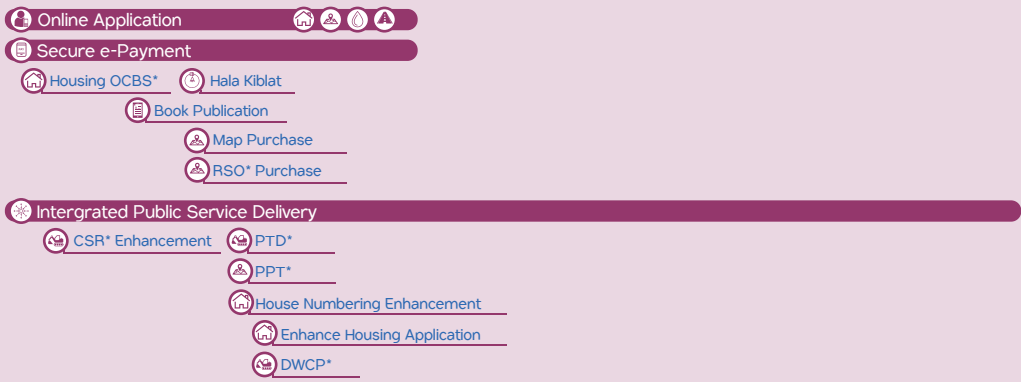 Online Application
Secure e-Payment
Housing OCBS* Hala Kiblat
Book Publication
Map Purchase
RSO* Purchase
Intergrated Public Service Delivery
CSR* Enhancement PTD*
PPT*
House Numbering Enhancement
Enhance Housing Application
DWCP*